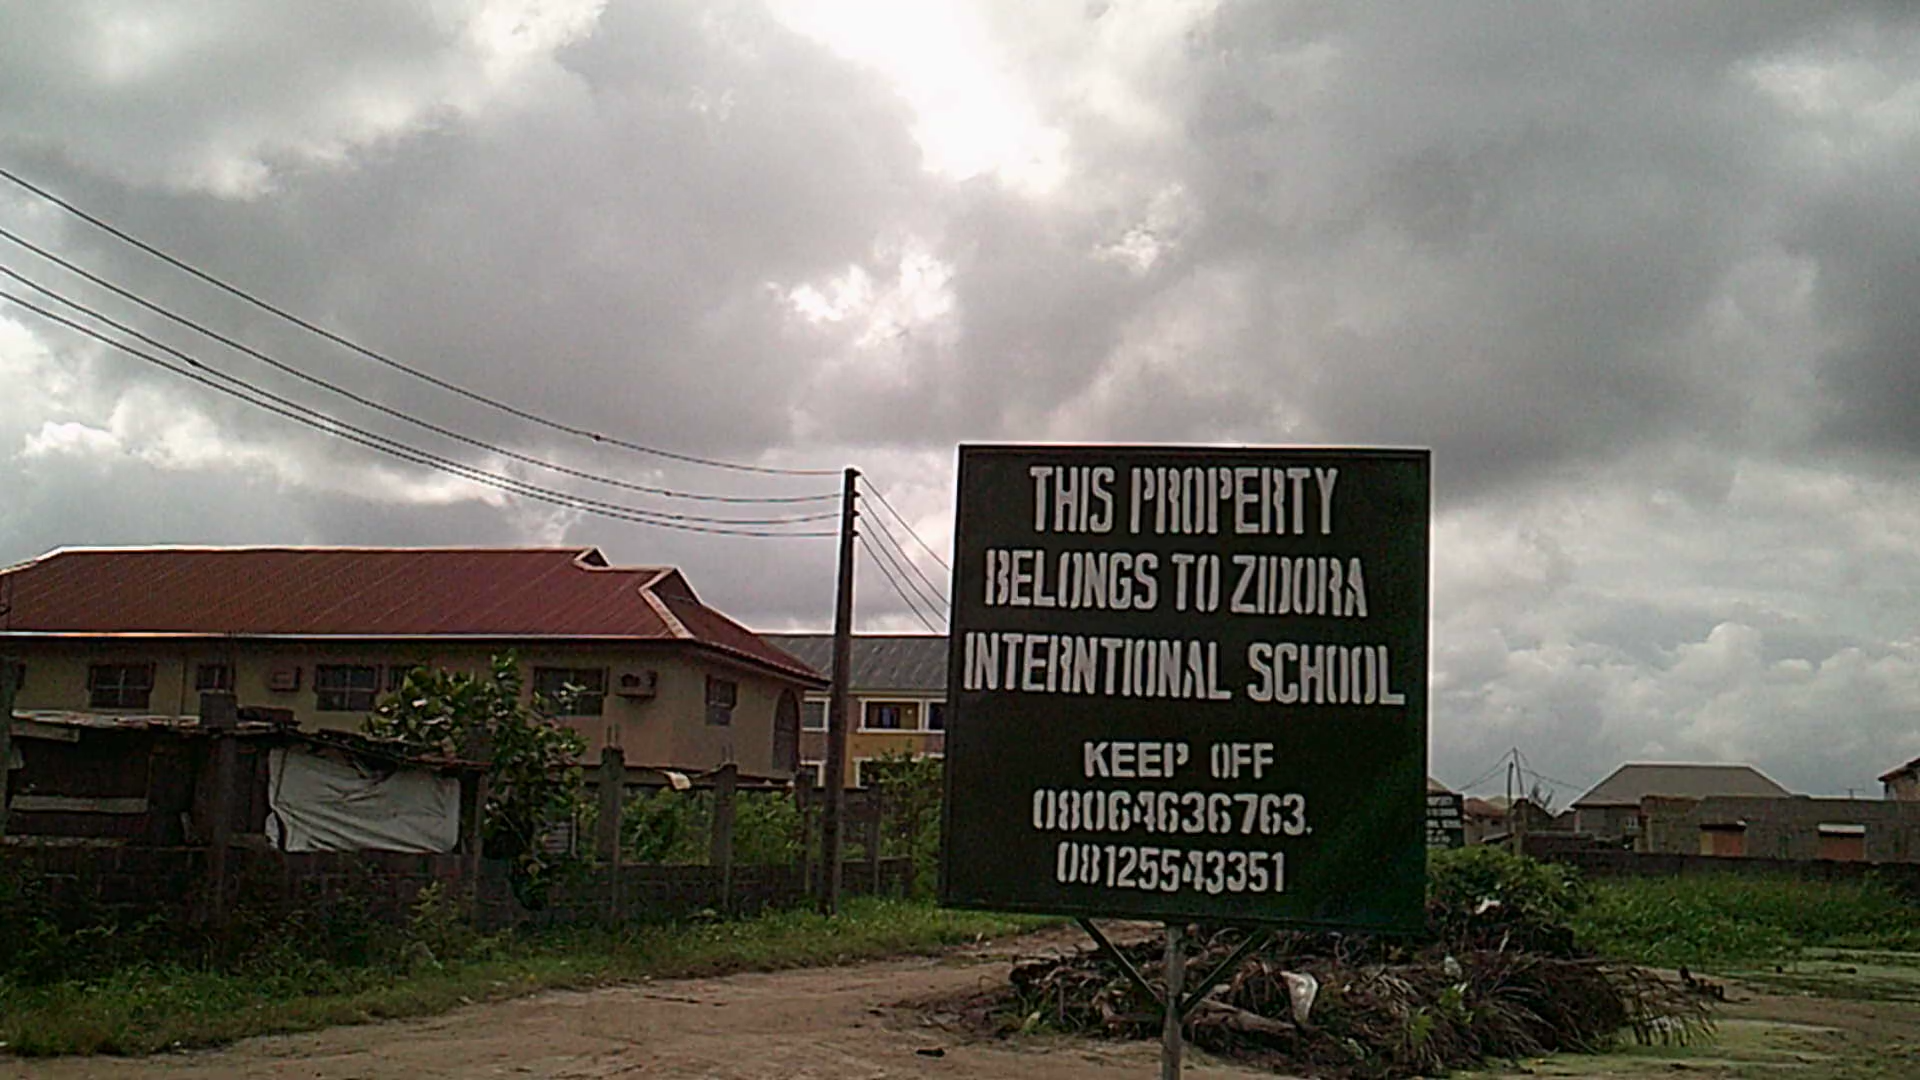 THIS PROPERTY
BELONGS TO ZIDORA
INTERNTIONAL SCHOOL
KEEP OFF
08064636763.
08125543351